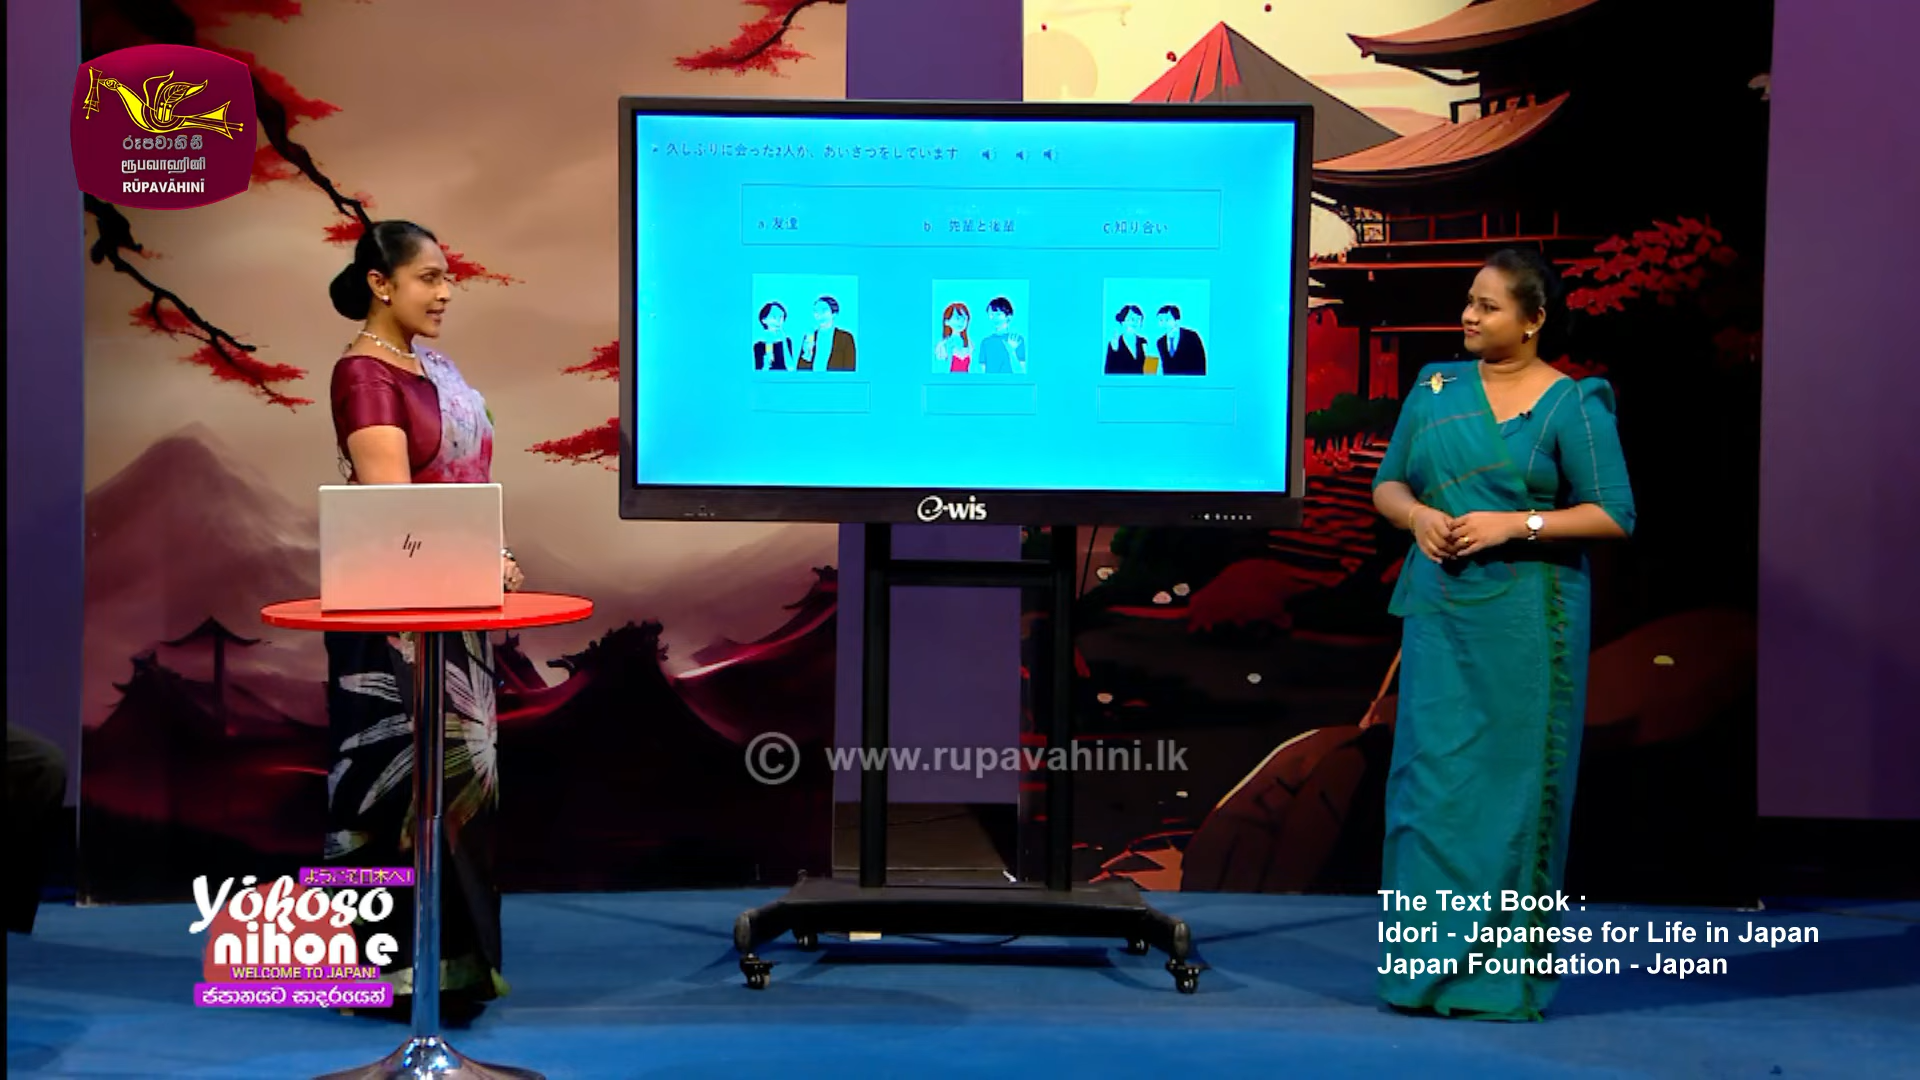 රූපවාහිනී
ரூபவாஹினி
RŪPAVĀHINĪ
久しぶりに会った2人が、あいさつをしています
a 友達
b 先輩と後輩
c 知り合い
e-wis
hp
© www.rupavahini.lk
ようこそ日本へ!
yōkoso
nihon e
WELCOME TO JAPAN!
ජපානයට සාදරයෙන්
The Text Book :
Idori - Japanese for Life in Japan
Japan Foundation - Japan